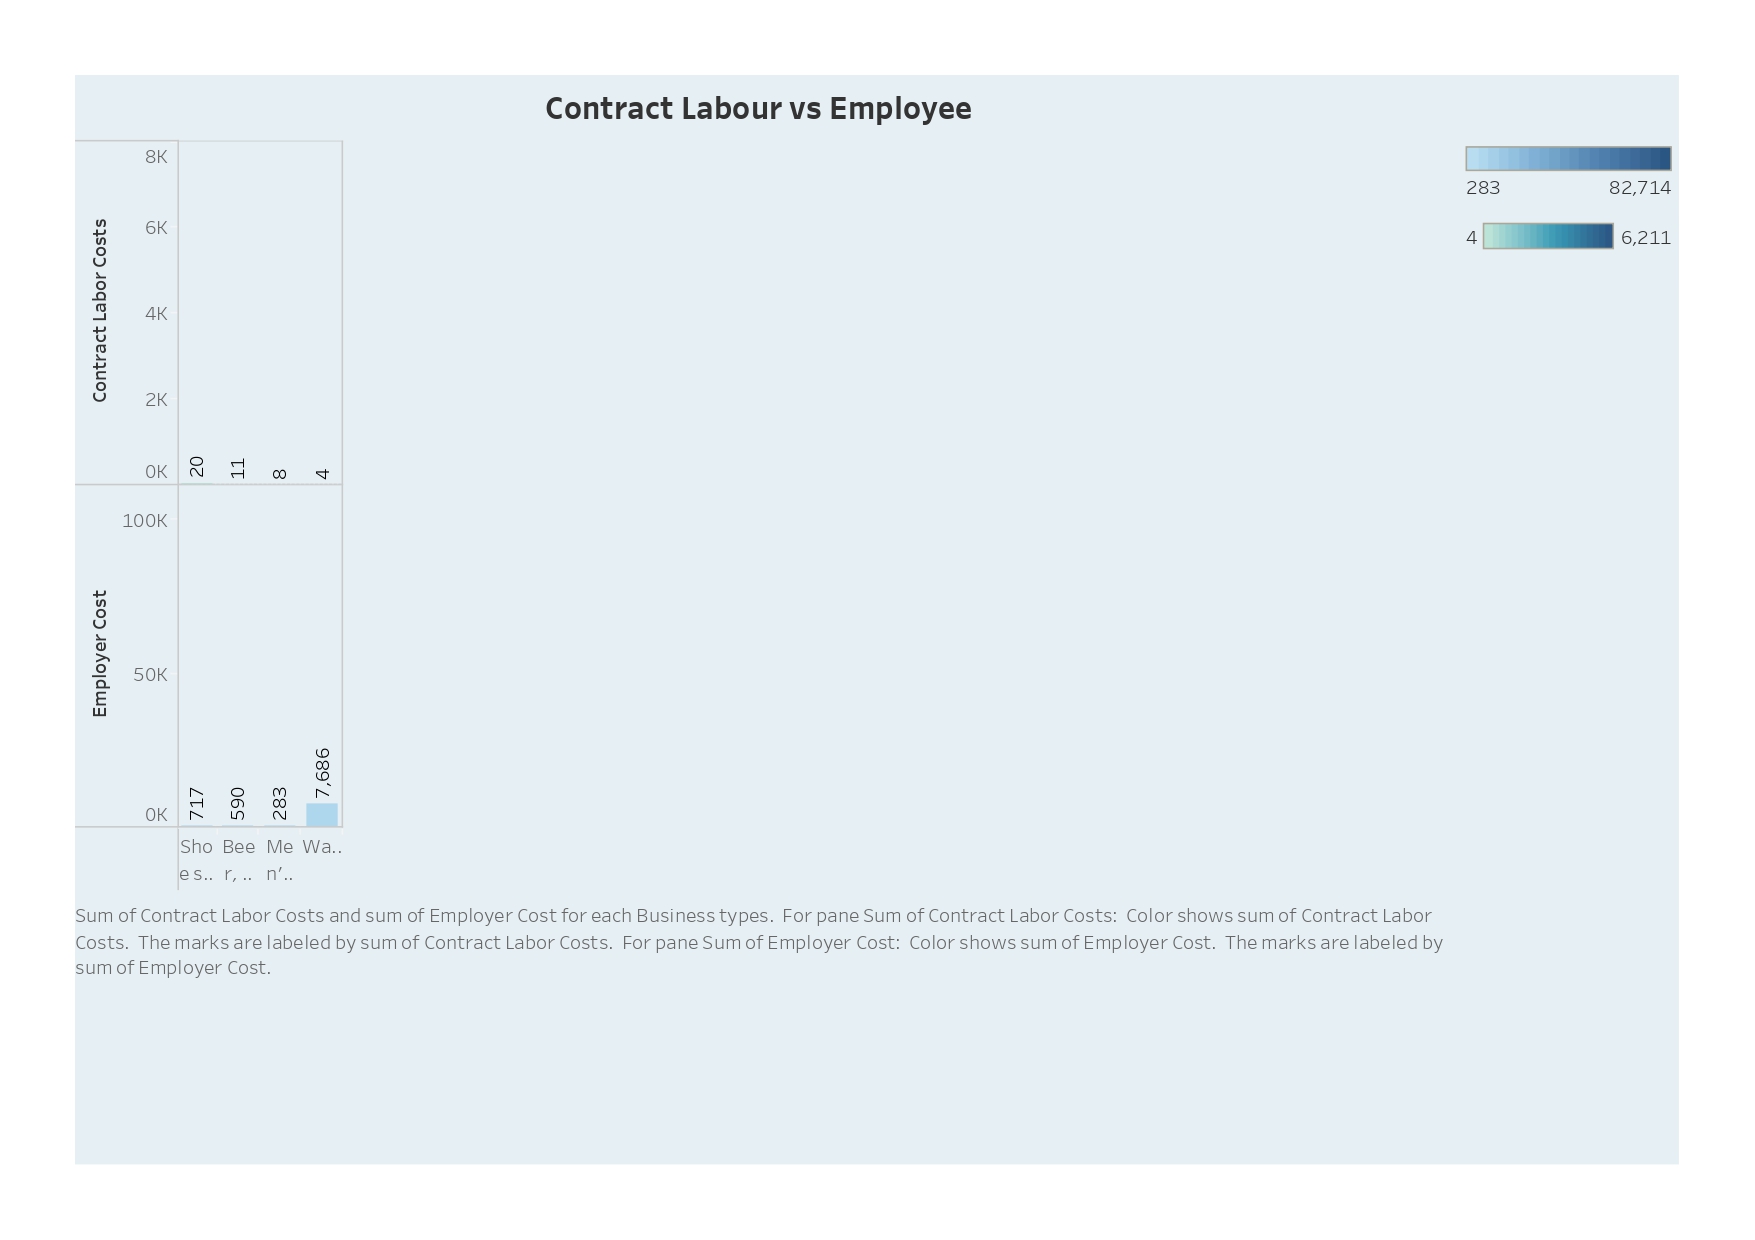 Contract Labour vs Employee
8K
6K
4K
2K
0K
Contract Labor Costs
20
11
8
4
283 82,714
4 6,211
100K
50K
0K
Employer Cost
717
590
283
7,686
Sho Bee Me Wa..
es.. r, .. n’..
Sum of Contract Labor Costs and sum of Employer Cost for each Business types. For pane Sum of Contract Labor Costs: Color shows sum of Contract Labor
Costs. The marks are labeled by sum of Contract Labor Costs. For pane Sum of Employer Cost: Color shows sum of Employer Cost. The marks are labeled by
sum of Employer Cost.